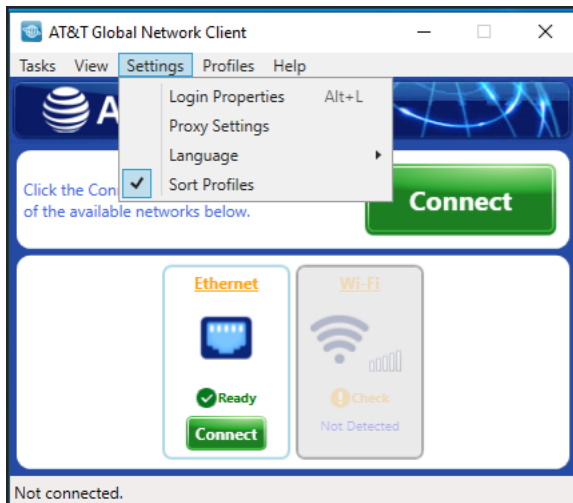 AT&T Global Network Client
Tasks View Settings Profiles Help
Login Properties Alt+L
Proxy Settings
Language
Sort Profiles
A
Click the Con
of the available networks below.
Connect
Ethernet
Ready
Connect
Wi-Fi
Check
Not Detected
Not connected.